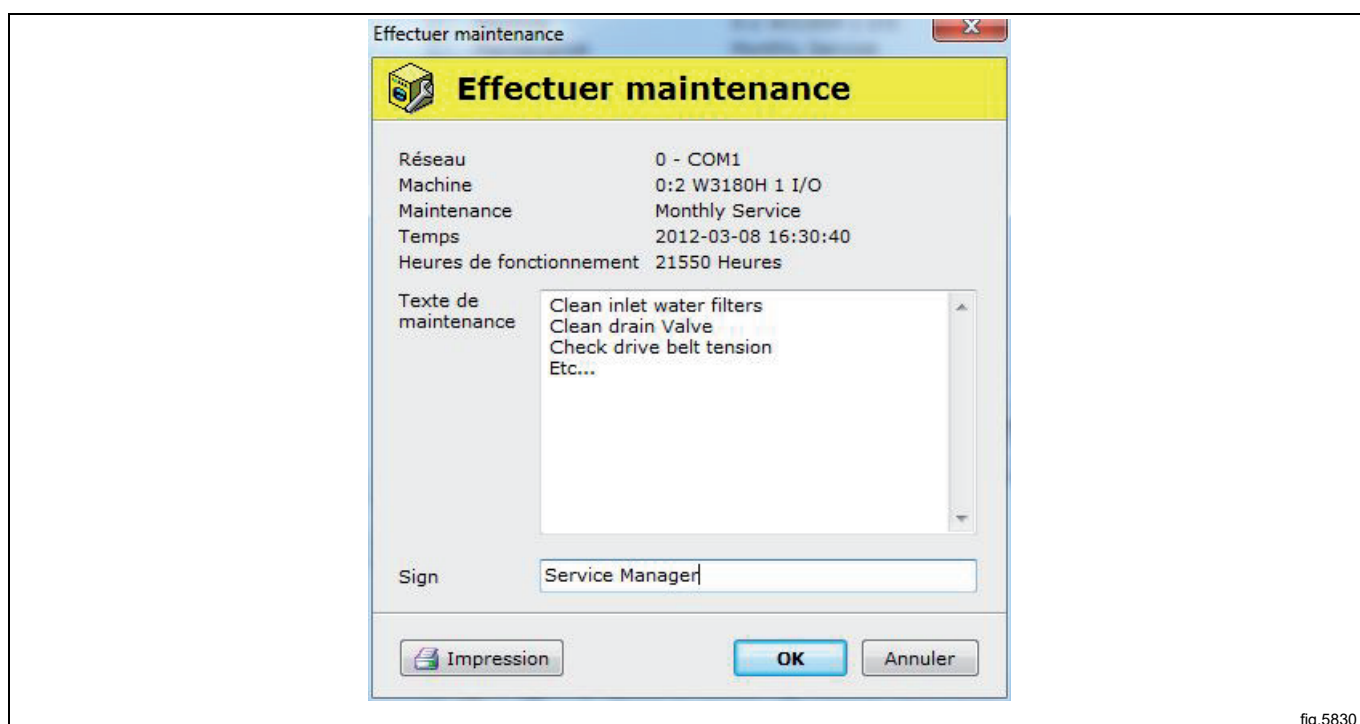 Effectuer maintenance
Monthly Service
Effectuer maintenance
Réseau 0 - COM1
Machine 0:2 W3180H 1 I/O
Maintenance Monthly Service
Temps 2012-03-08 16:30:40
Heures de fonctionnement 21550 Heures
Texte de
maintenance
Clean inlet water filters
Clean drain Valve
Check drive belt tension
Etc...
Sign Service Manager
Impression OK Annuler
fig.5830